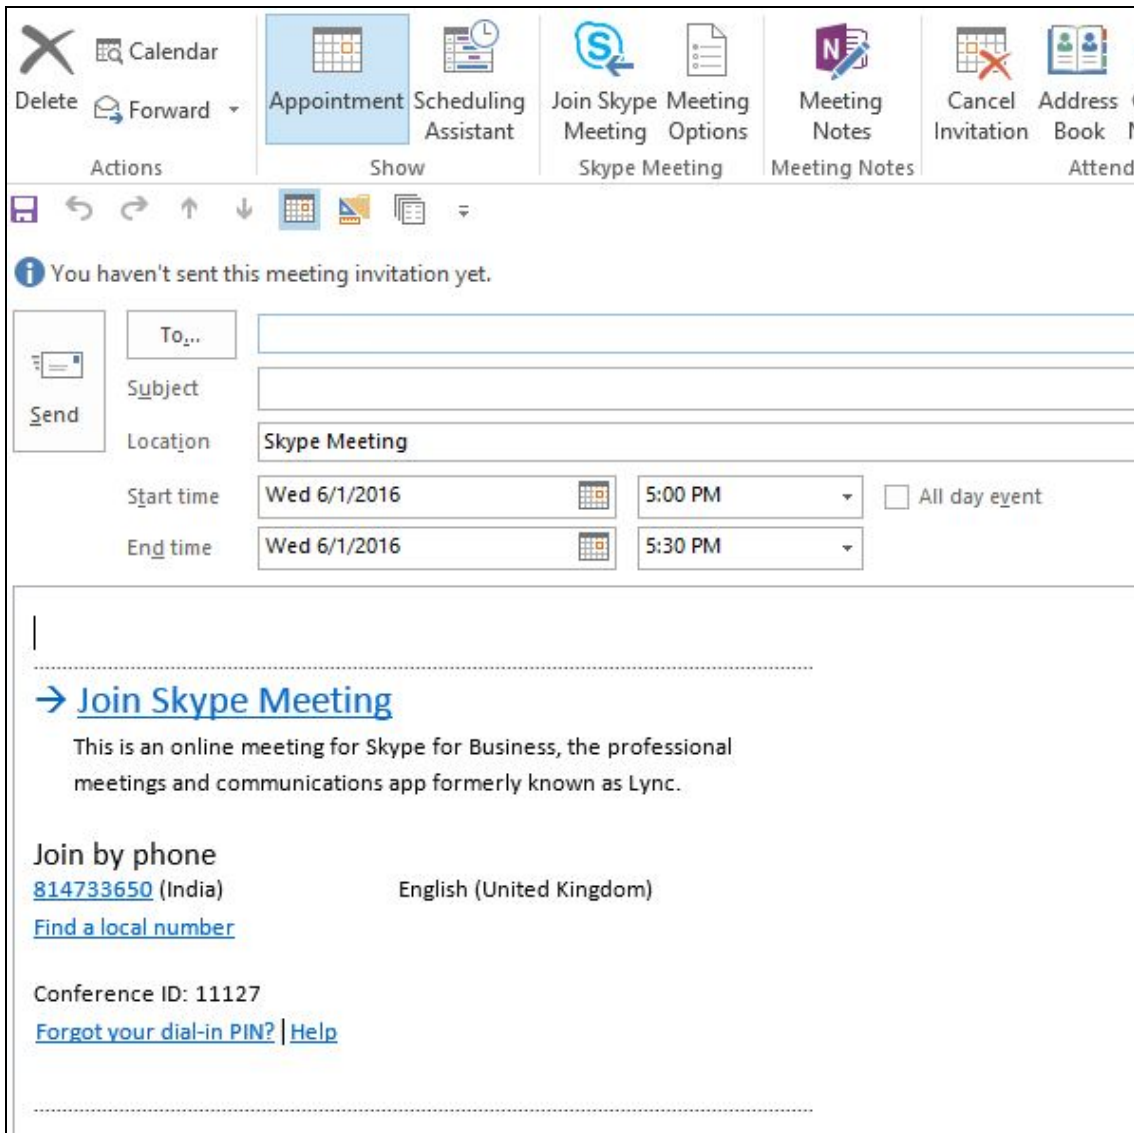 Delete
Calendar
Forward
Actions
Appointment
Scheduling
Assistant
Show
Join Skype
Meeting
Meeting
Options
Skype Meeting
Meeting
Notes
Meeting Notes
Cancel
Invitation
Address
Book
Attend
You haven't sent this meeting invitation yet.
Send
To...
Subject
Location Skype Meeting
Start time Wed 6/1/2016 5:00 PM All day event
End time Wed 6/1/2016 5:30 PM
→ Join Skype Meeting
This is an online meeting for Skype for Business, the professional
meetings and communications app formerly known as Lync.
Join by phone
814733650 (India) English (United Kingdom)
Find a local number
Conference ID: 11127
Forgot your dial-in PIN? | Help